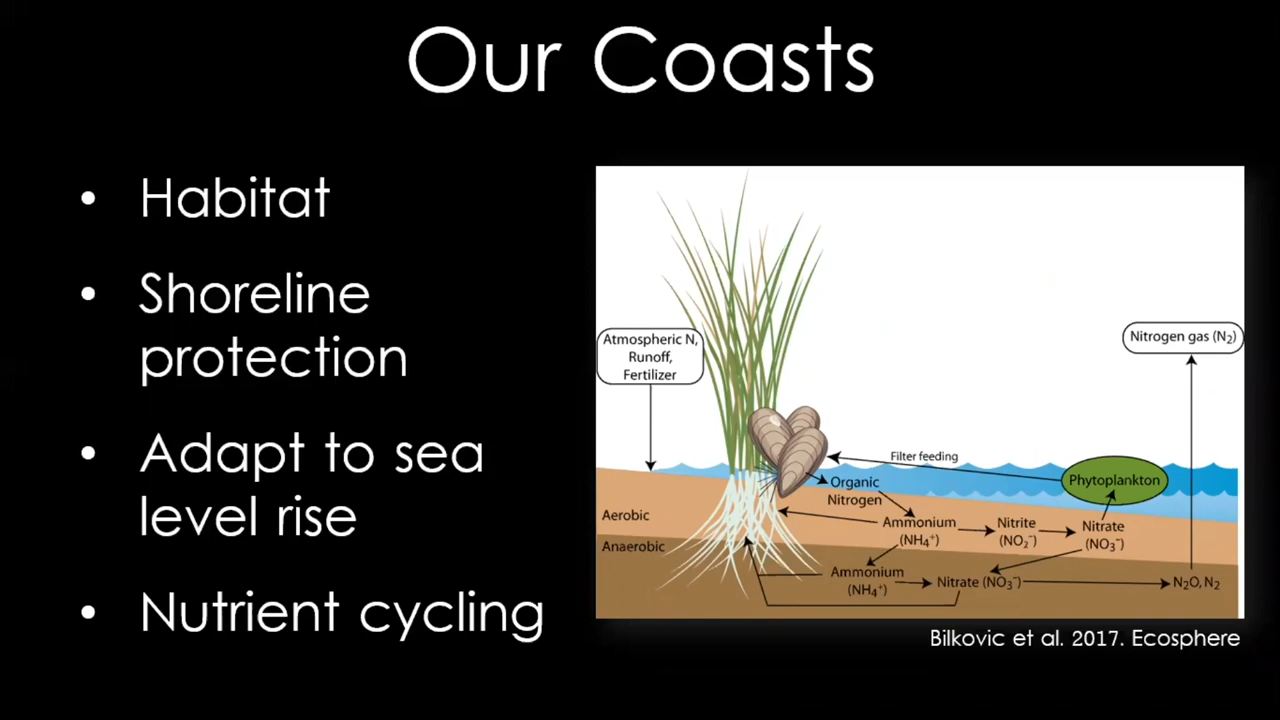 Our Coasts
• Habitat
• Shoreline
protection
• Adapt to sea
level rise
• Nutrient cycling
Atmospheric N,
Runoff,
Fertilizer
Nitrogen gas (N₂)
Filter feeding
Phytoplankton
Organic
Nitrogen
Aerobic
Ammonium
(NH₄⁺)
Nitrite
(NO₂⁻)
Nitrate
(NO₃⁻)
Anaerobic
Ammonium
(NH₄⁺)
Nitrate (NO₃⁻)
N₂O, N₂
Bilkovic et al. 2017. Ecosphere